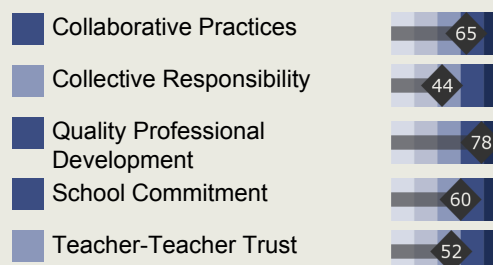 Collaborative Practices 65
Collective Responsibility 44
Quality Professional
Development 78
School Commitment 60
Teacher-Teacher Trust 52